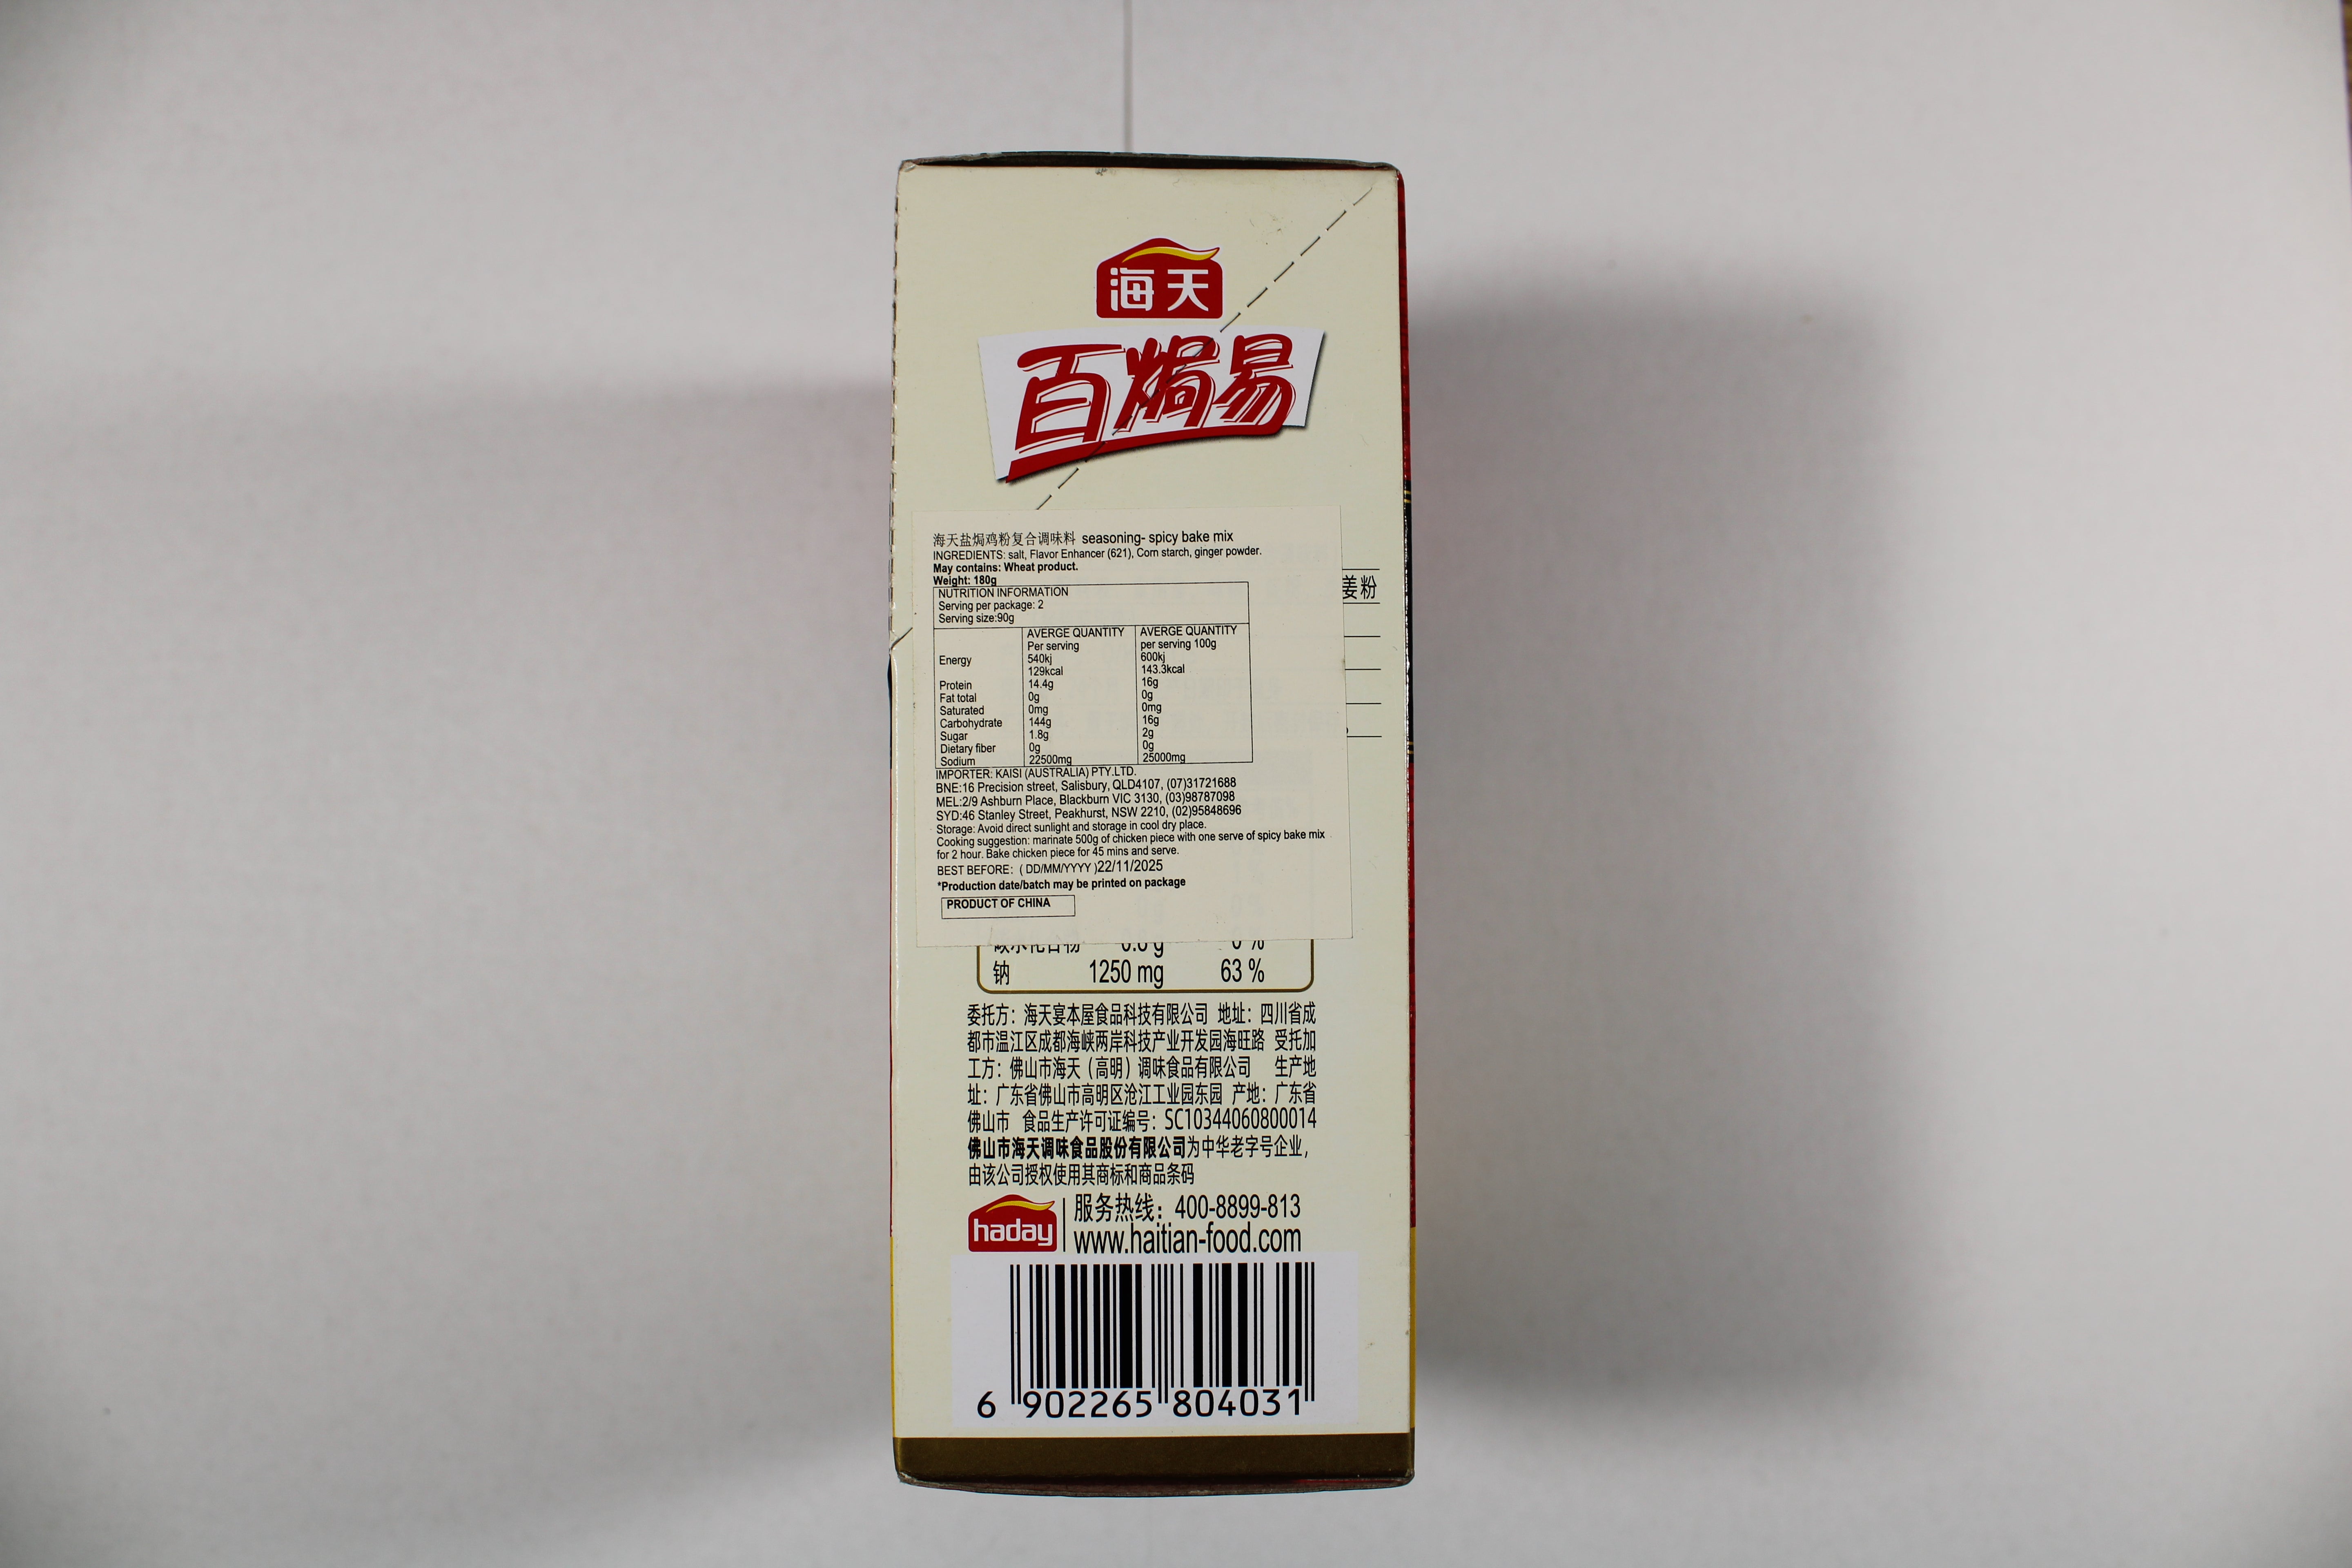 海天
百焗易
海天盐焗鸡粉复合调味料 seasoning- spicy bake mix
INGREDIENTS: salt, Flavor Enhancer (621), Corn starch, ginger powder.
May contains: Wheat product.
Weight: 180g
姜粉
NUTRITION INFORMATION
Serving per package: 2
Serving size:90g
AVERGE QUANTITY AVERGE QUANTITY
Per serving per serving 100g
Energy 540kj 600kj
129kcal 143.3kcal
Protein 14.4g 16g
Fat total 0g 0g
Saturated 0mg 0mg
Carbohydrate 144g 16g
Sugar 1.8g 2g
Dietary fiber 0g 0g
Sodium 22500mg 25000mg
IMPORTER: KAISI (AUSTRALIA) PTY.LTD.
BNE:16 Precision street, Salisbury, QLD4107, (07)31721688
MEL:2/9 Ashburn Place, Blackburn VIC 3130, (03)98787098
SYD:46 Stanley Street, Peakhurst, NSW 2210, (02)95848696
Storage: Avoid direct sunlight and storage in cool dry place.
Cooking suggestion: marinate 500g of chicken piece with one serve of spicy bake mix
for 2 hour. Bake chicken piece for 45 mins and serve.
BEST BEFORE: ( DD/MM/YYYY )22/11/2025
*Production date/batch may be printed on package
PRODUCT OF CHINA
钠 1250 mg 63 %
委托方：海天宴本屋食品科技有限公司 地址：四川省成
都市温江区成都海峡两岸科技产业开发园海旺路 受托加
工方：佛山市海天（高明）调味食品有限公司 生产地
址：广东省佛山市高明区沧江工业园东园 产地：广东省
佛山市 食品生产许可证编号：SC10344060800014
佛山市海天调味食品股份有限公司为中华老字号企业，
由该公司授权使用其商标和商品条码
haday 服务热线：400-8899-813
www.haitian-food.com
6 902265 804031